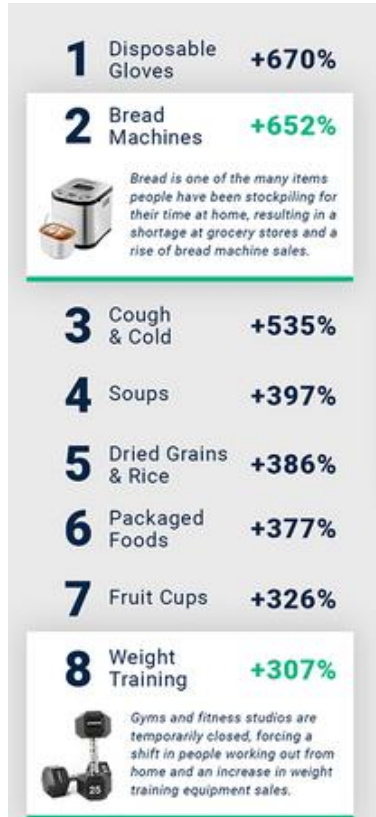 1 Disposable Gloves +670%
2 Bread Machines +652%
Bread is one of the many items
people have been stockpiling for
their time at home, resulting in a
shortage at grocery stores and a
rise of bread machine sales.
3 Cough & Cold +535%
4 Soups +397%
5 Dried Grains & Rice +386%
6 Packaged Foods +377%
7 Fruit Cups +326%
8 Weight Training +307%
Gyms and fitness studios are
temporarily closed, forcing a
shift in people working out from
home and an increase in weight
training equipment sales.
25